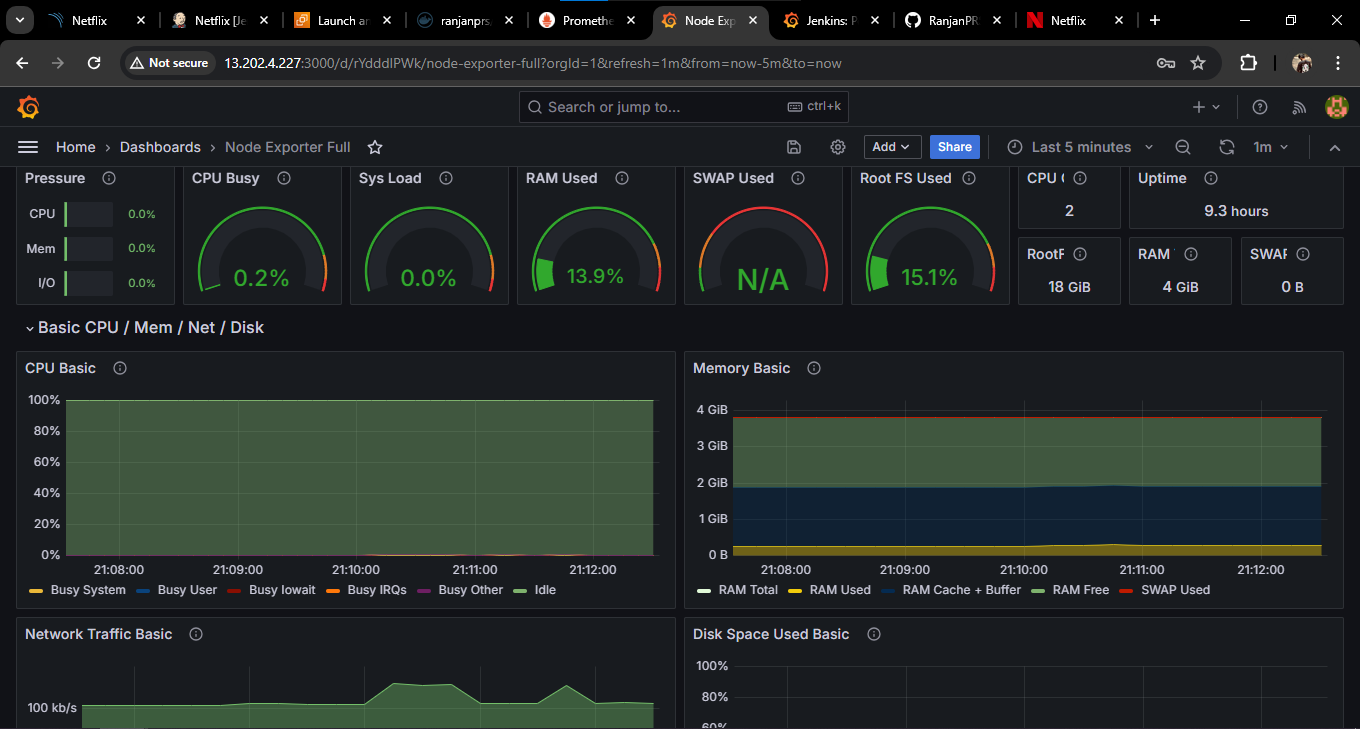 Netflix
Netflix [Je
Launch an
ranjanprs
Promethe
Node Exp
Jenkins: P
RanjanPR
Netflix
Not secure
13.202.4.227:3000/d/rYdddlPWk/node-exporter-full?orgId=1&refresh=1m&from=now-5m&to=now
Search or jump to...
ctrl+k
Home
Dashboards
Node Exporter Full
Add
Share
Last 5 minutes
1m
Pressure
CPU 0.0%
Mem 0.0%
I/O 0.0%
CPU Busy
0.2%
Sys Load
0.0%
RAM Used
13.9%
SWAP Used
N/A
Root FS Used
15.1%
CPU
2
Uptime
9.3 hours
RootF
18 GiB
RAM
4 GiB
SWAP
0 B
Basic CPU / Mem / Net / Disk
CPU Basic
100%
80%
60%
40%
20%
0%
21:08:00 21:09:00 21:10:00 21:11:00 21:12:00
Busy System Busy User Busy Iowait Busy IRQs Busy Other Idle
Memory Basic
4 GiB
3 GiB
2 GiB
1 GiB
0 B
21:08:00 21:09:00 21:10:00 21:11:00 21:12:00
RAM Total RAM Used RAM Cache + Buffer RAM Free SWAP Used
Network Traffic Basic
100 kb/s
Disk Space Used Basic
100%
80%
60%